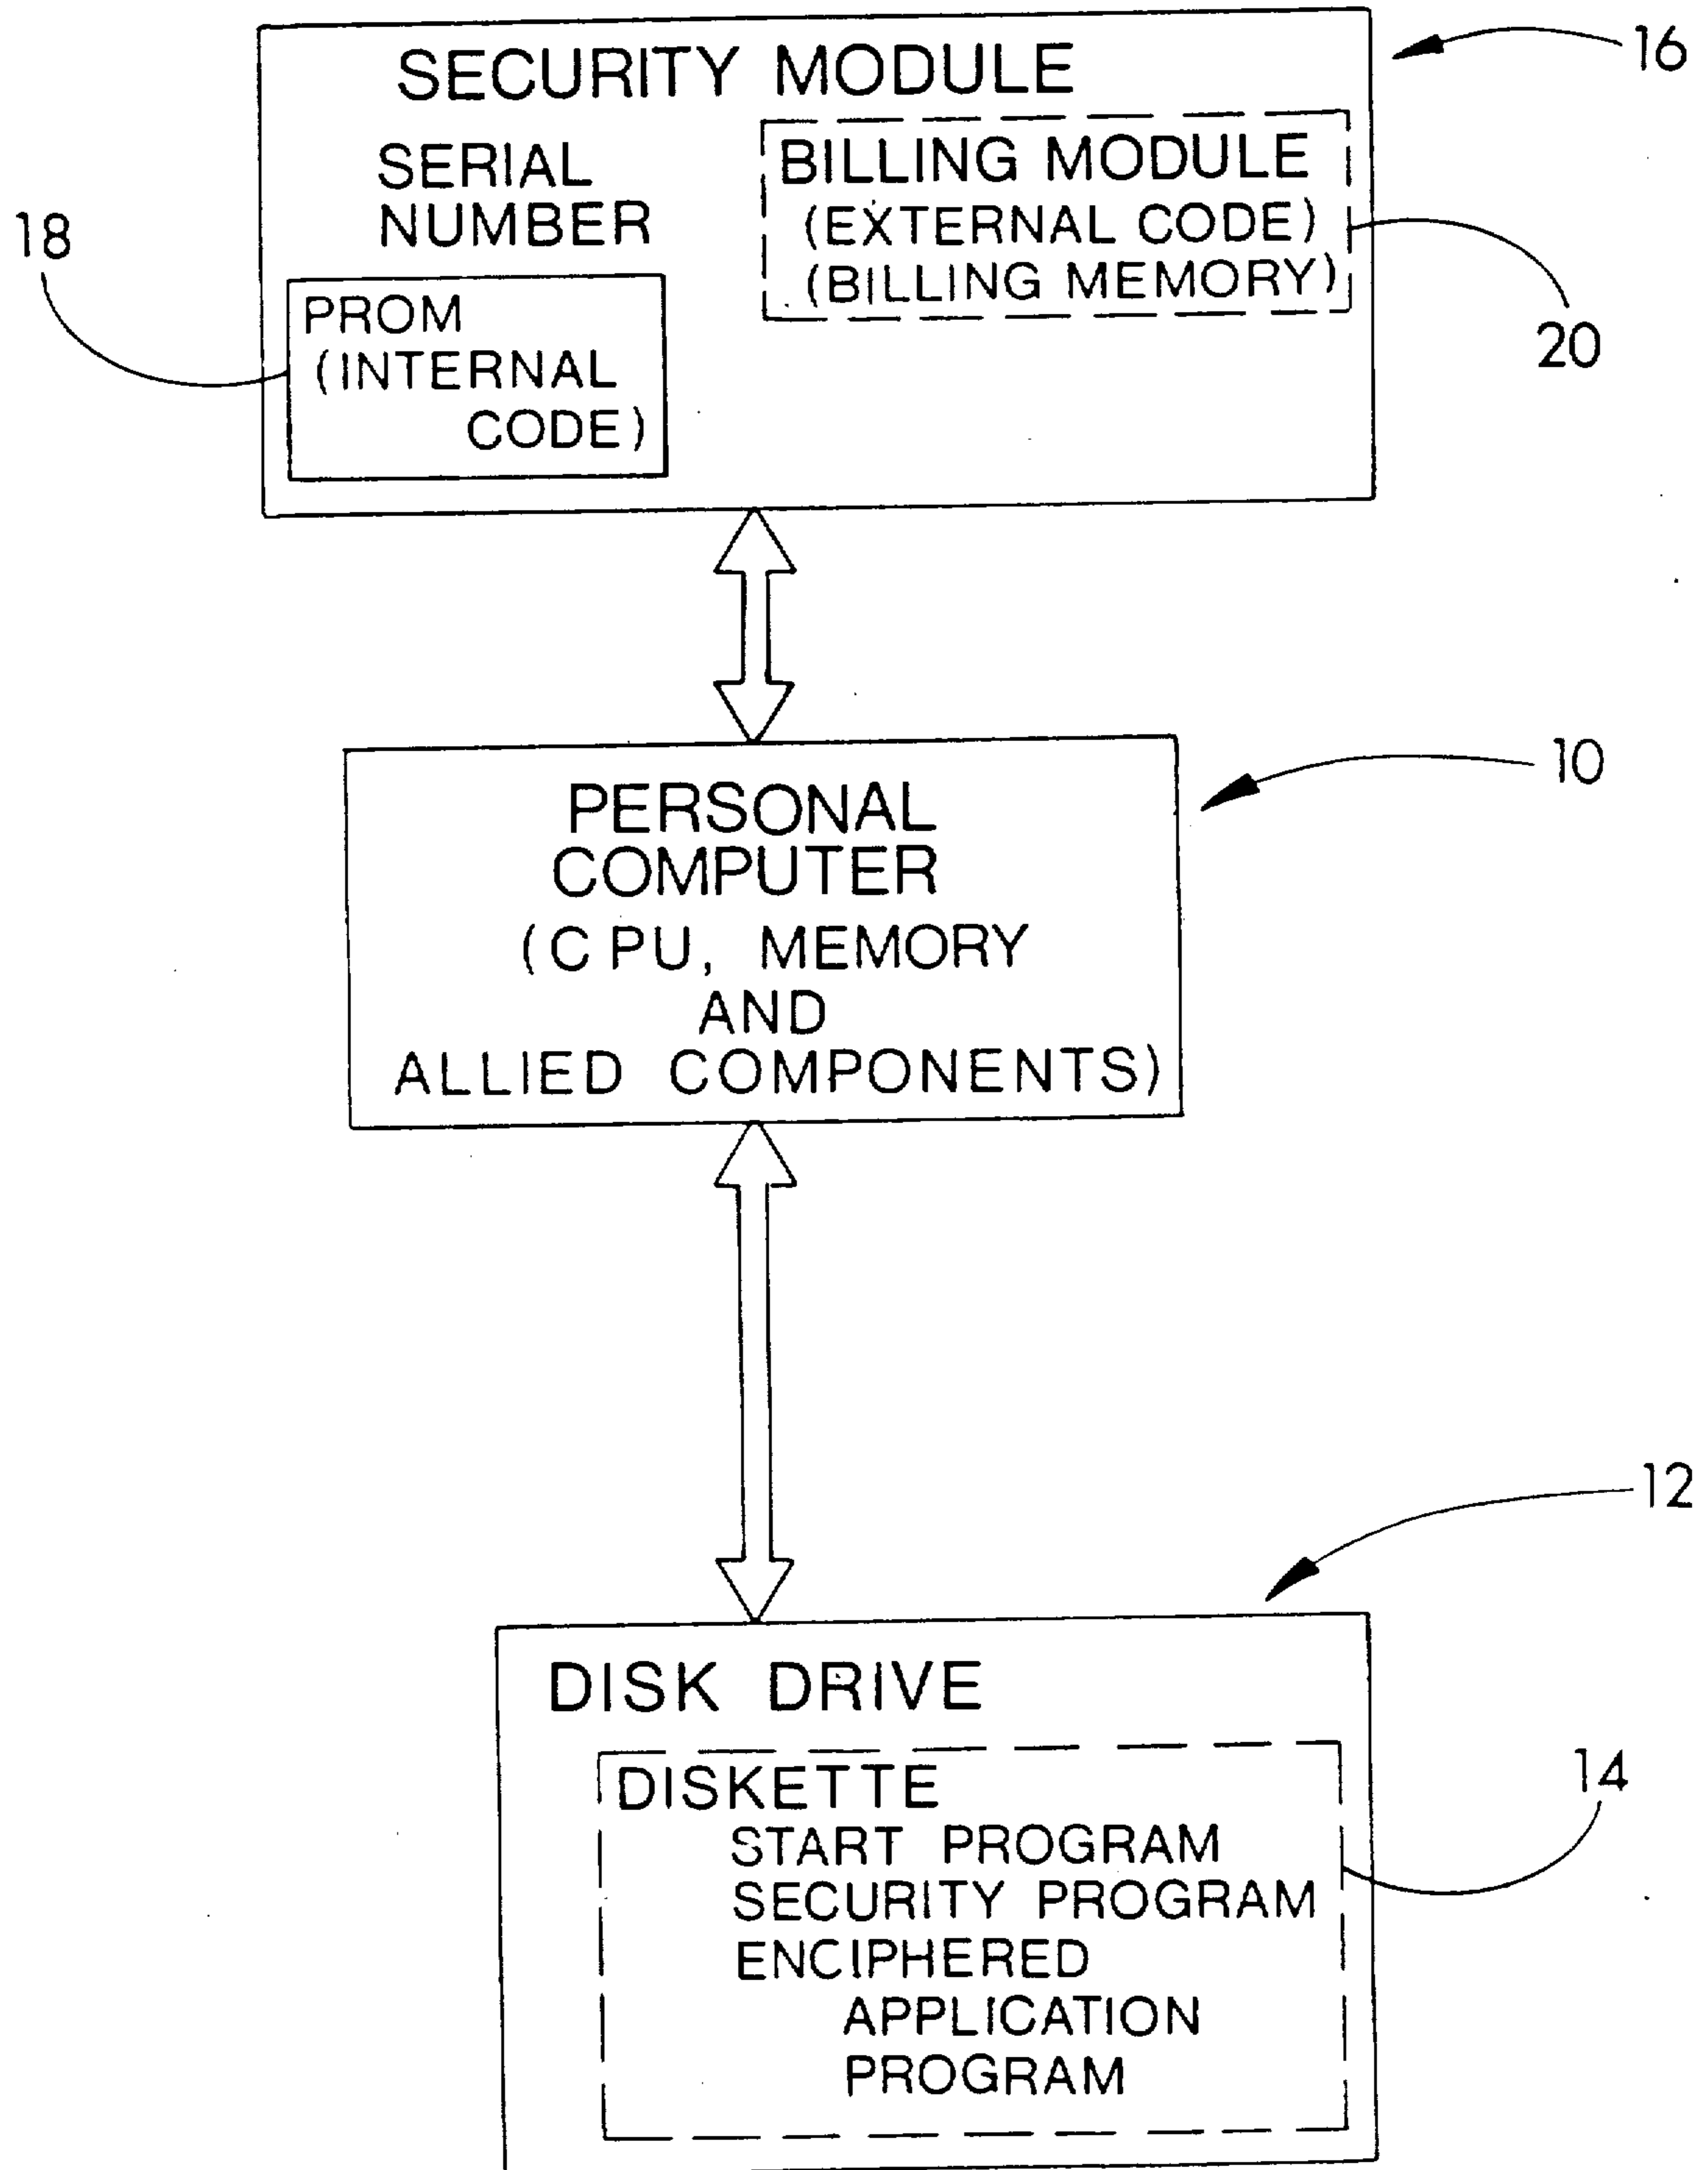 SECURITY MODULE
16
SERIAL
NUMBER
BILLING MODULE
(EXTERNAL CODE)
(BILLING MEMORY)
18
20
PROM
(INTERNAL
CODE)
10
PERSONAL
COMPUTER
(CPU, MEMORY
AND
ALLIED COMPONENTS)
12
DISK DRIVE
14
DISKETTE
START PROGRAM
SECURITY PROGRAM
ENCIPHERED
APPLICATION
PROGRAM